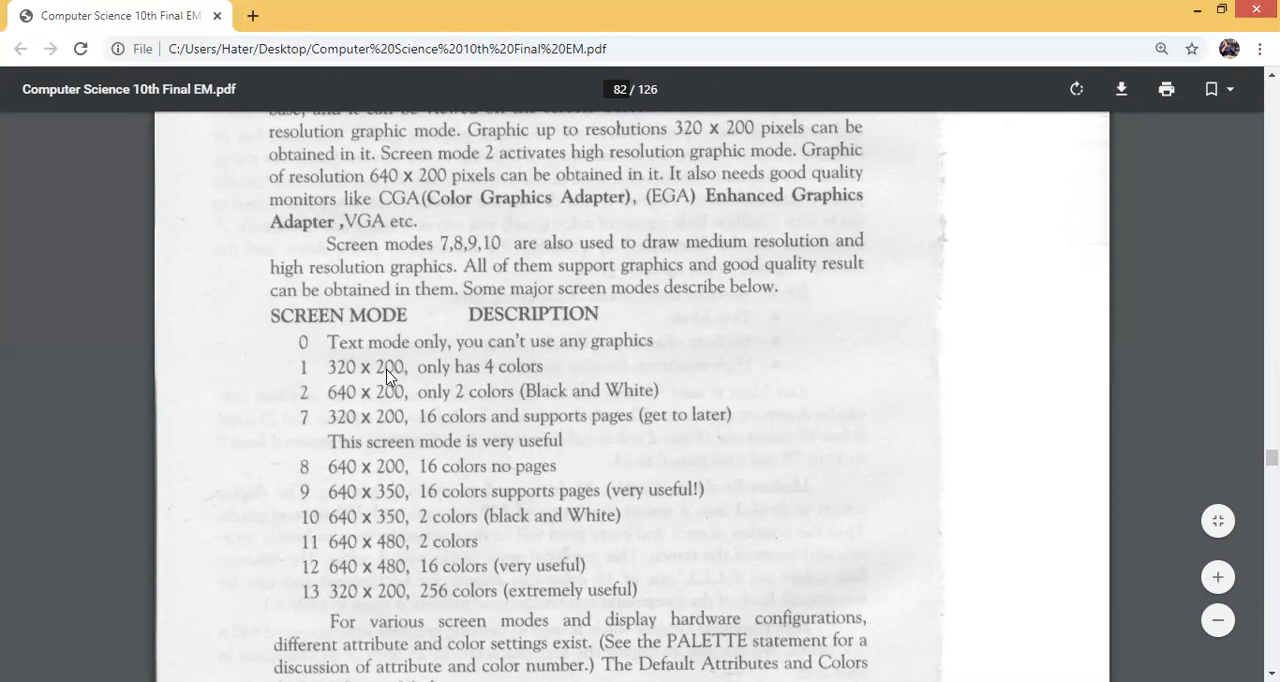 Computer Science 10th Final EM
File
C:/Users/Hater/Desktop/Computer%20Science%2010th%20Final%20EM.pdf
Computer Science 10th Final EM.pdf
82 / 126
resolution graphic mode. Graphic up to resolutions 320 x 200 pixels can be
obtained in it. Screen mode 2 activates high resolution graphic mode. Graphic
of resolution 640 x 200 pixels can be obtained in it. It also needs good quality
monitors like CGA(Color Graphics Adapter), (EGA) Enhanced Graphics
Adapter ,VGA etc.
Screen modes 7,8,9,10 are also used to draw medium resolution and
high resolution graphics. All of them support graphics and good quality result
can be obtained in them. Some major screen modes describe below.
SCREEN MODE DESCRIPTION
0 Text mode only, you can't use any graphics
1 320 x 200, only has 4 colors
2 640 x 200, only 2 colors (Black and White)
7 320 x 200, 16 colors and supports pages (get to later)
This screen mode is very useful
8 640 x 200, 16 colors no pages
9 640 x 350, 16 colors supports pages (very useful!)
10 640 x 350, 2 colors (black and White)
11 640 x 480, 2 colors
12 640 x 480, 16 colors (very useful)
13 320 x 200, 256 colors (extremely useful)
For various screen modes and display hardware configurations,
different attribute and color settings exist. (See the PALETTE statement for a
discussion of attribute and color number.) The Default Attributes and Colors